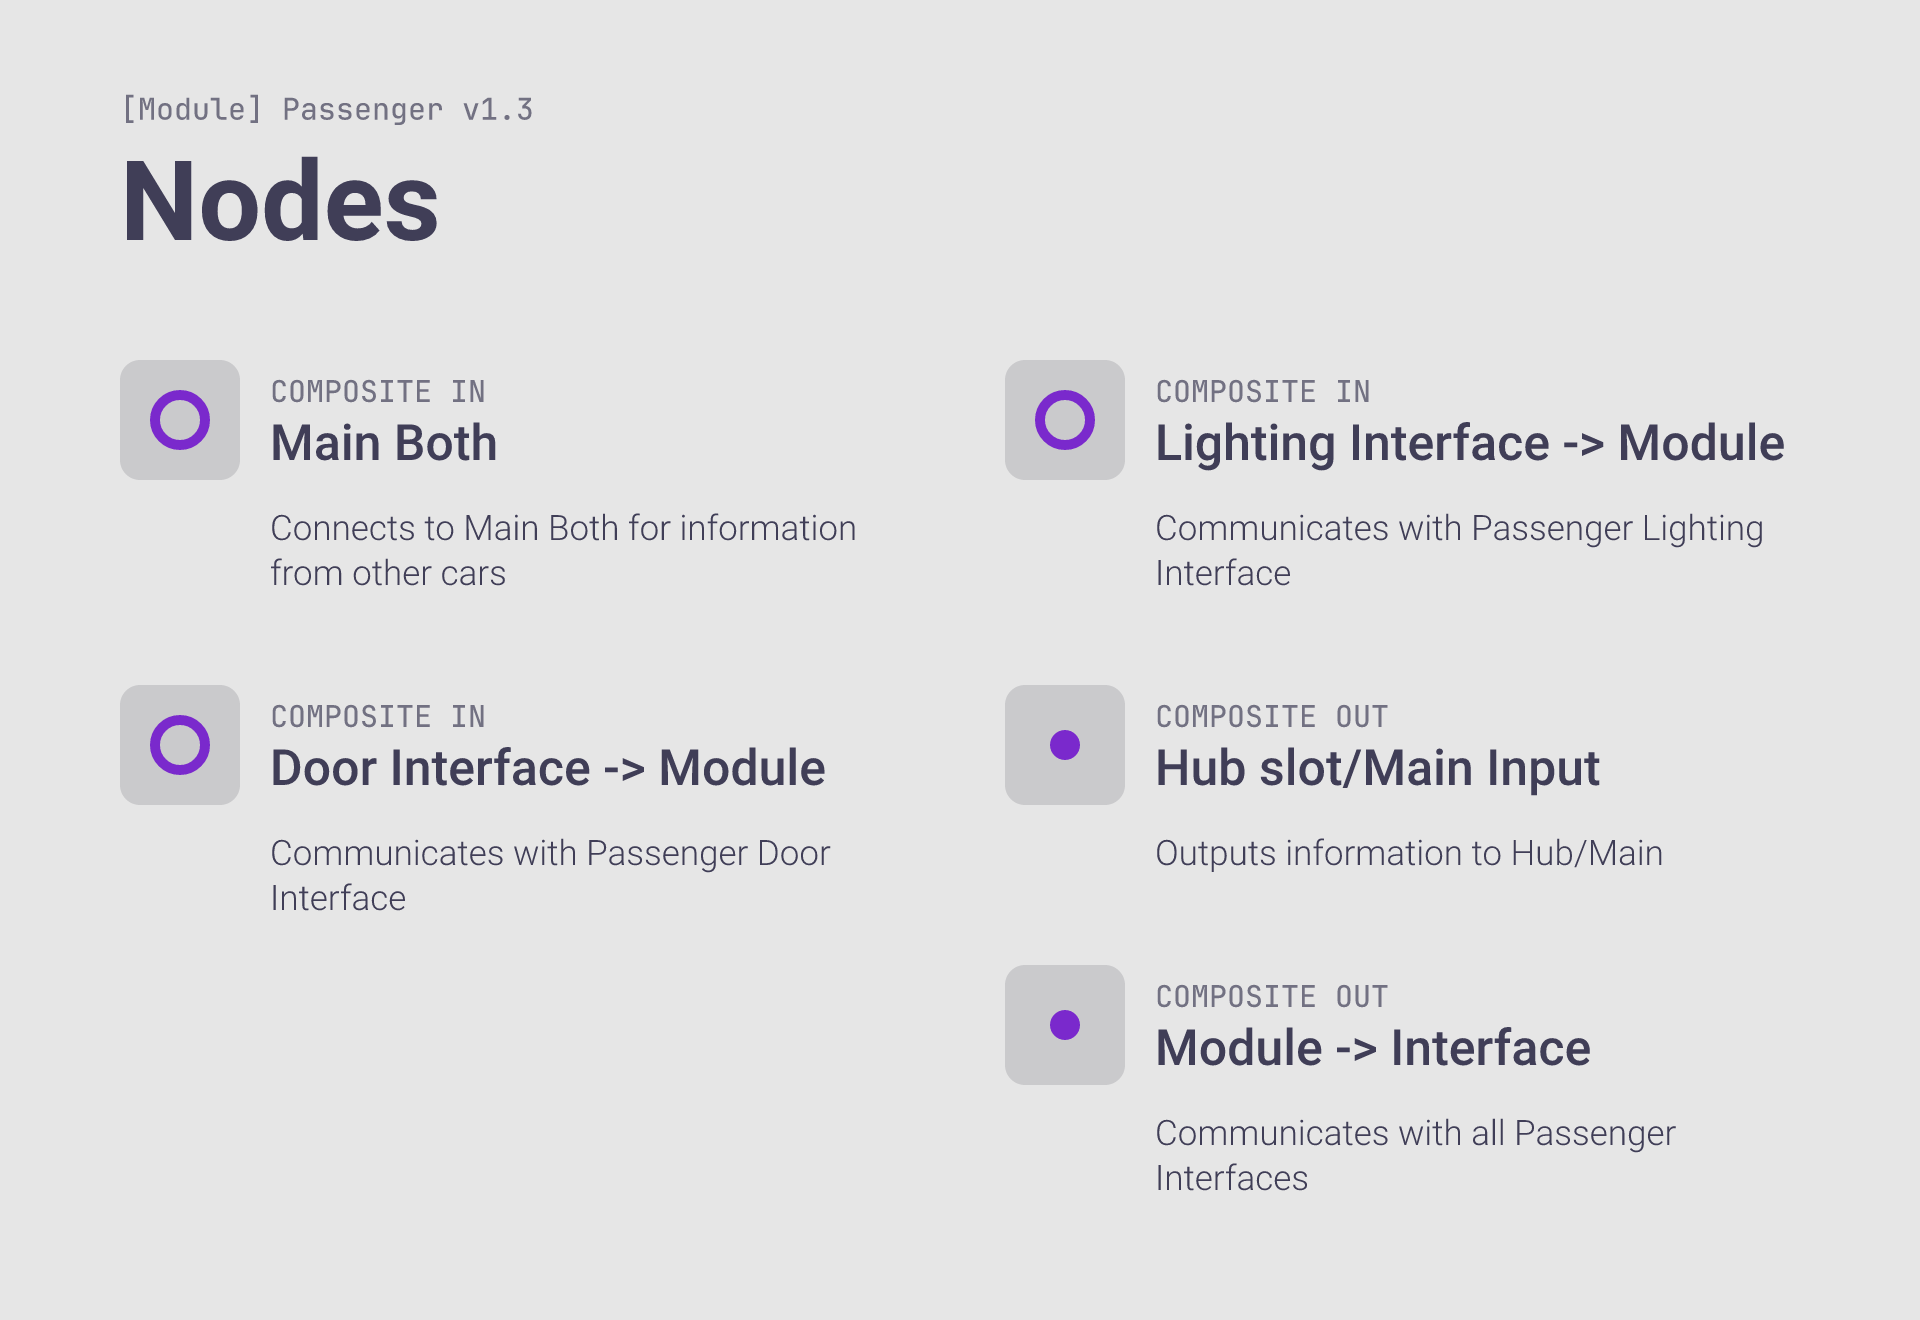 [Module] Passenger v1.3
Nodes
COMPOSITE IN
Main Both
Connects to Main Both for information
from other cars
COMPOSITE IN
Door Interface -> Module
Communicates with Passenger Door
Interface
COMPOSITE IN
Lighting Interface -> Module
Communicates with Passenger Lighting
Interface
COMPOSITE OUT
Hub slot/Main Input
Outputs information to Hub/Main
COMPOSITE OUT
Module -> Interface
Communicates with all Passenger
Interfaces